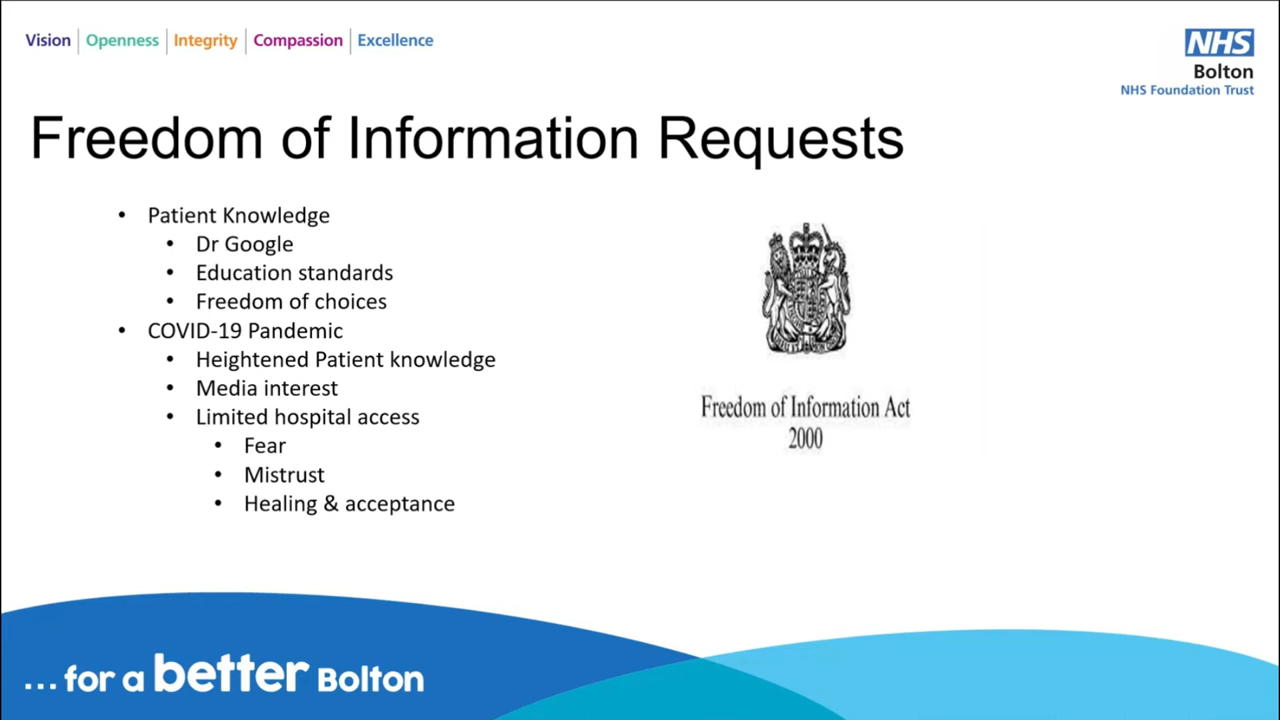 Vision | Openness | Integrity | Compassion | Excellence
NHS
Bolton
NHS Foundation Trust
Freedom of Information Requests
• Patient Knowledge
• Dr Google
• Education standards
• Freedom of choices
• COVID-19 Pandemic
• Heightened Patient knowledge
• Media interest
• Limited hospital access
• Fear
• Mistrust
• Healing & acceptance
Freedom of Information Act
2000
...for a better Bolton